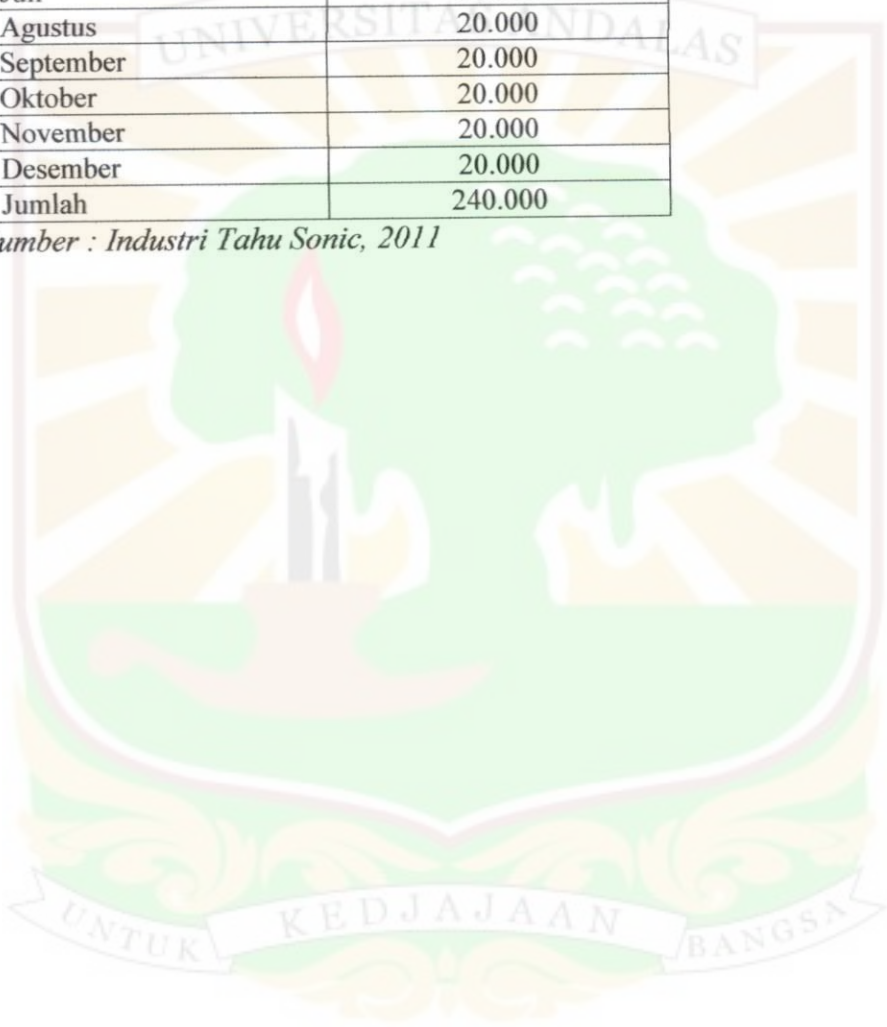 UNIVERSITAS ANDALAS
Agustus 20.000
September 20.000
Oktober 20.000
November 20.000
Desember 20.000
Jumlah 240.000
umber : Industri Tahu Sonic, 2011
UNTUK KEDJAJAAN BANGSA